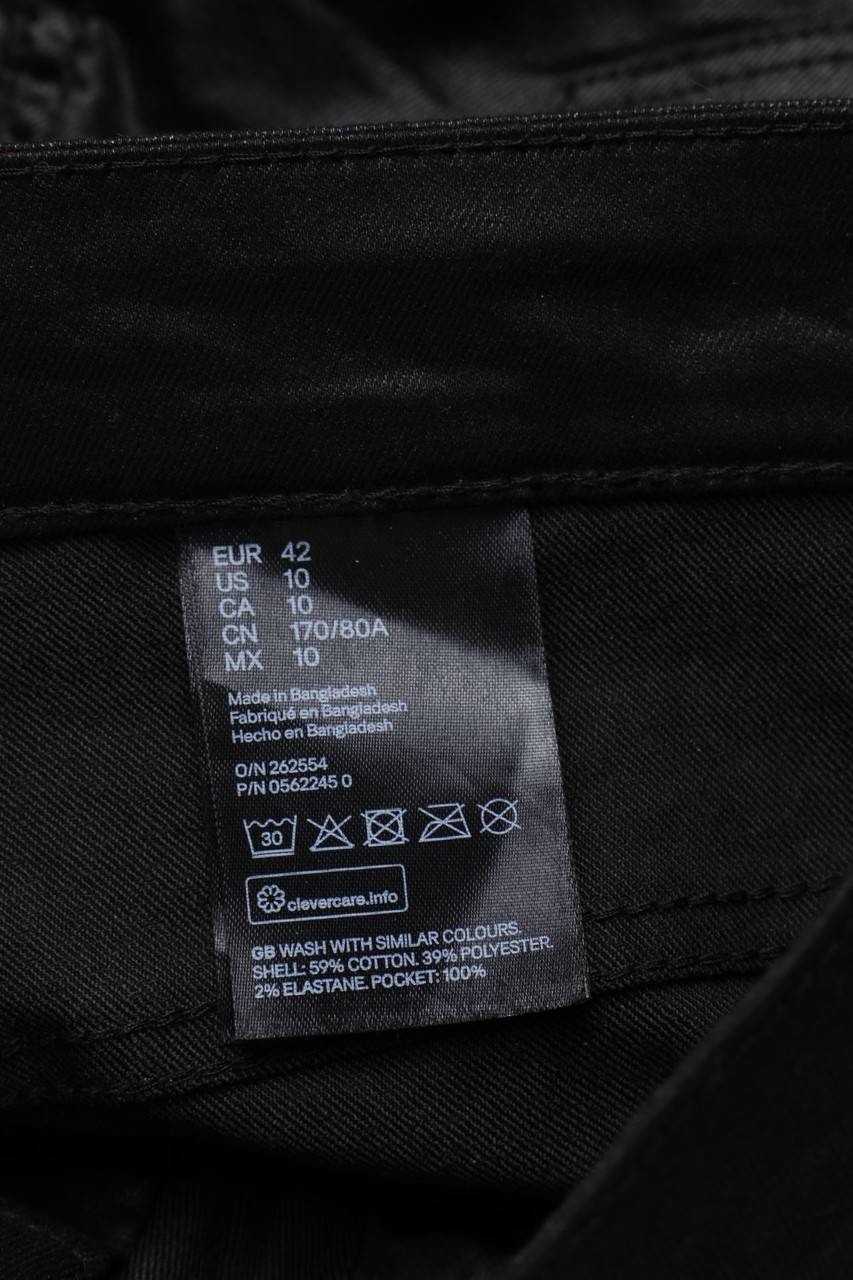 EUR 42
US 10
CA 10
CN 170/80A
MX 10
Made in Bangladesh
Fabriqué en Bangladesh
Hecho en Bangladesh
O/N 262554
P/N 0562245 0
30
clevercare.info
GB WASH WITH SIMILAR COLOURS.
SHELL: 59% COTTON. 39% POLYESTER.
2% ELASTANE. POCKET: 100%